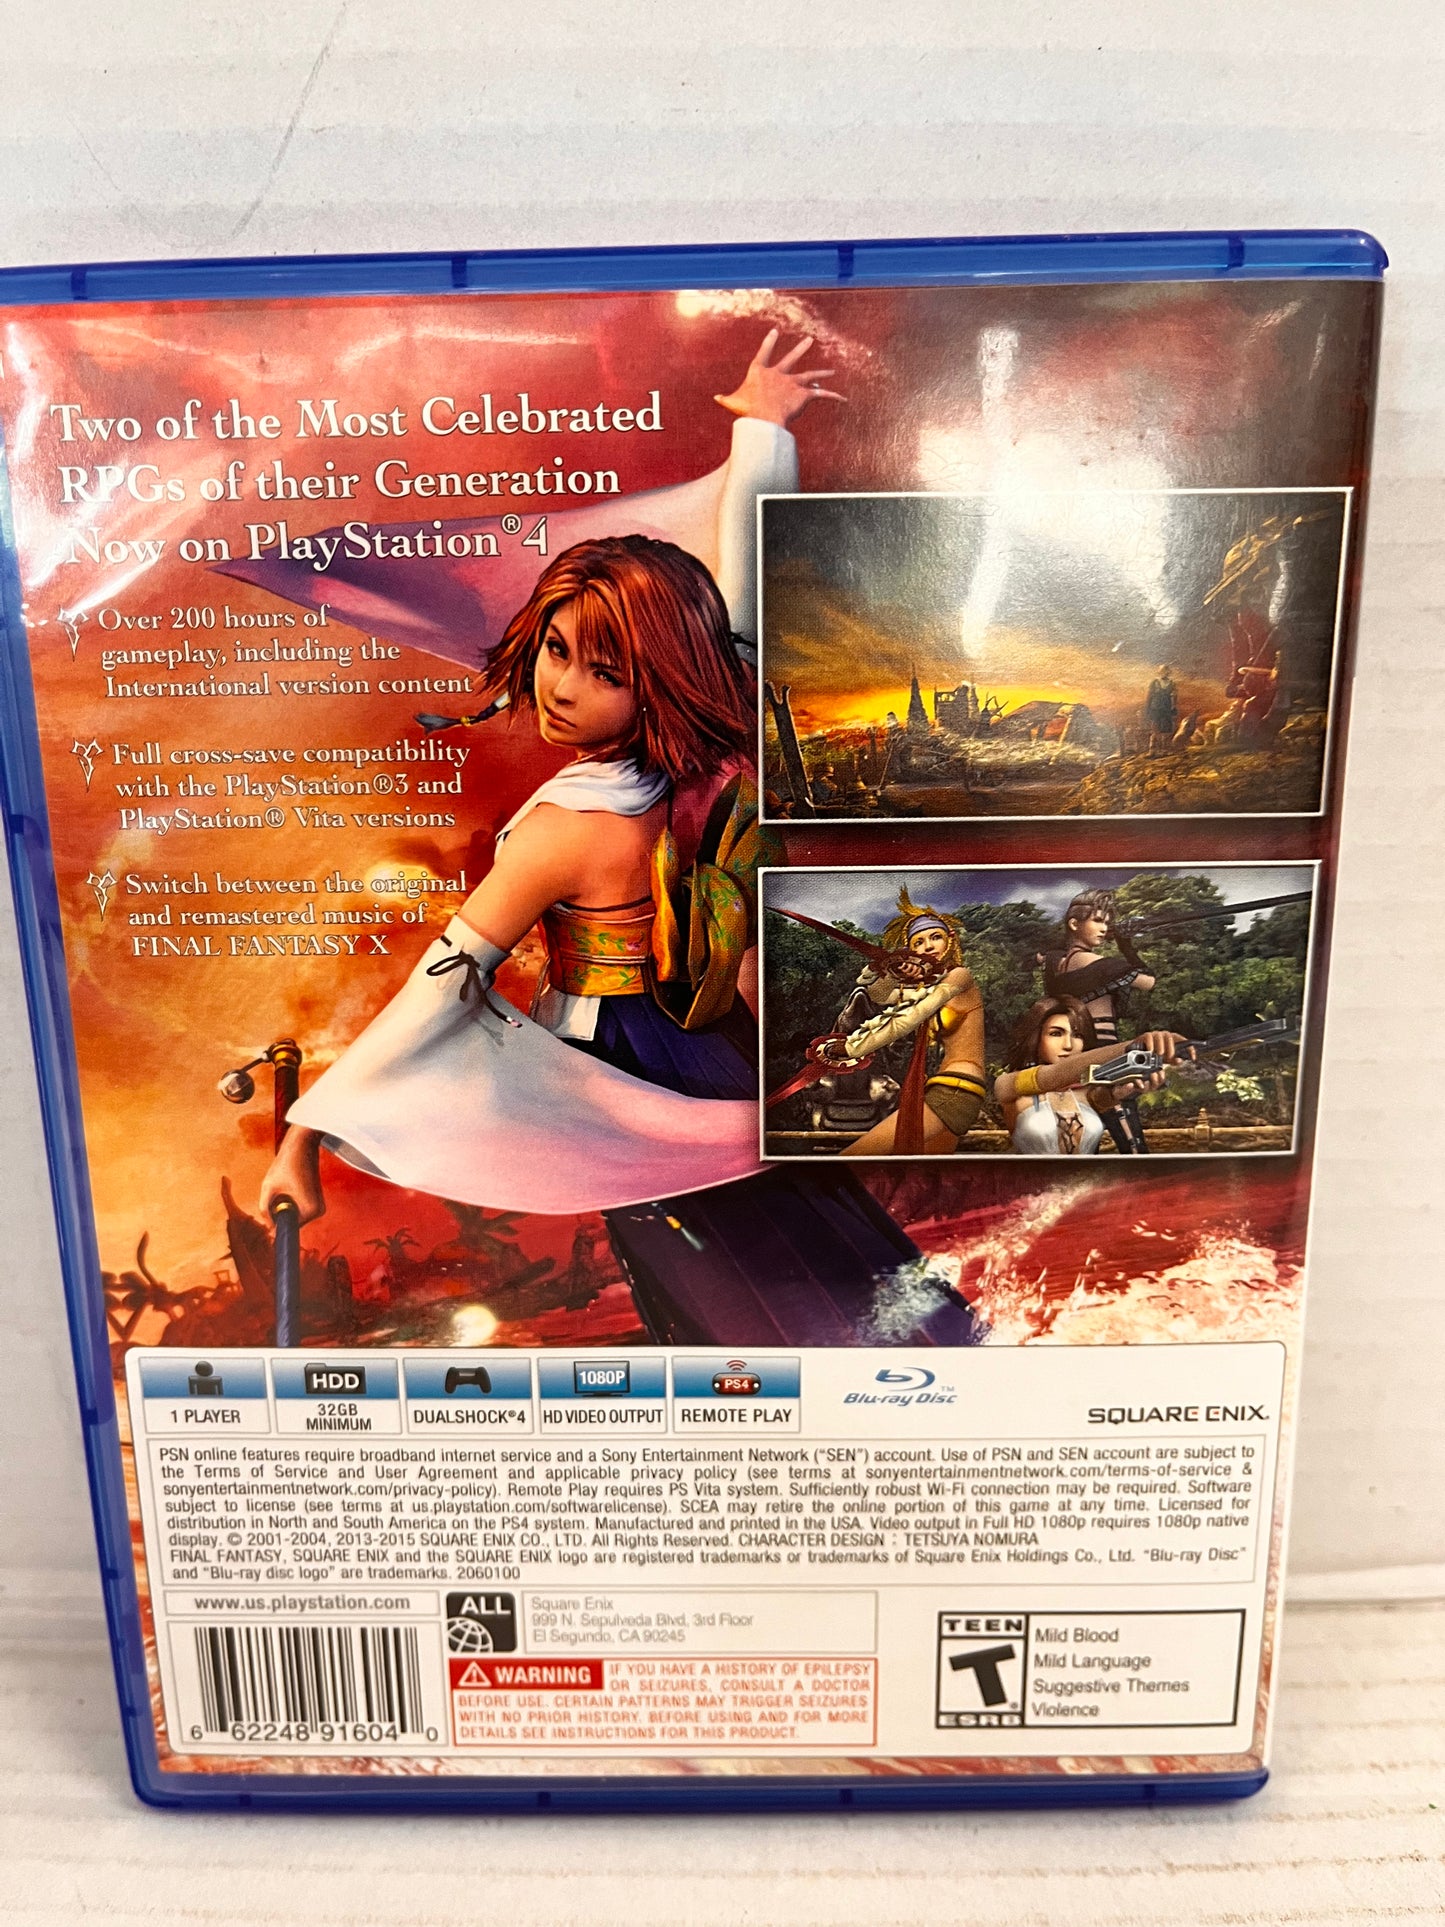 Two of the Most Celebrated
RPGs of their Generation
Now on PlayStation®4
Over 200 hours of
gameplay, including the
International version content
Full cross-save compatibility
with the PlayStation®3 and
PlayStation® Vita versions
Switch between the original
and remastered music of
FINAL FANTASY X
1 PLAYER
HDD
32GB
MINIMUM
DUALSHOCK®4
1080P
HD VIDEO OUTPUT
PS4
REMOTE PLAY
Blu-ray Disc™
SQUARE ENIX.
PSN online features require broadband internet service and a Sony Entertainment Network ("SEN") account. Use of PSN and SEN account are subject to
the Terms of Service and User Agreement and applicable privacy policy (see terms at sonyentertainmentnetwork.com/terms-of-service &
sonyentertainmentnetwork.com/privacy-policy). Remote Play requires PS Vita system. Sufficiently robust Wi-Fi connection may be required. Software
subject to license (see terms at us.playstation.com/softwarelicense). SCEA may retire the online portion of this game at any time. Licensed for
distribution in North and South America on the PS4 system. Manufactured and printed in the USA. Video output in Full HD 1080p requires 1080p native
display. © 2001-2004, 2013-2015 SQUARE ENIX CO., LTD. All Rights Reserved. CHARACTER DESIGN : TETSUYA NOMURA
FINAL FANTASY, SQUARE ENIX and the SQUARE ENIX logo are registered trademarks or trademarks of Square Enix Holdings Co., Ltd. "Blu-ray Disc"
and "Blu-ray disc logo" are trademarks. 2060100
www.us.playstation.com
ALL
Square Enix
999 N. Sepulveda Blvd, 3rd Floor
El Segundo, CA 90245
WARNING
IF YOU HAVE A HISTORY OF EPILEPSY
OR SEIZURES, CONSULT A DOCTOR
BEFORE USE. CERTAIN PATTERNS MAY TRIGGER SEIZURES
WITH NO PRIOR HISTORY. BEFORE USING AND FOR MORE
DETAILS SEE INSTRUCTIONS FOR THIS PRODUCT.
6 62248 91604 0
TEEN
T
ESRB
Mild Blood
Mild Language
Suggestive Themes
Violence